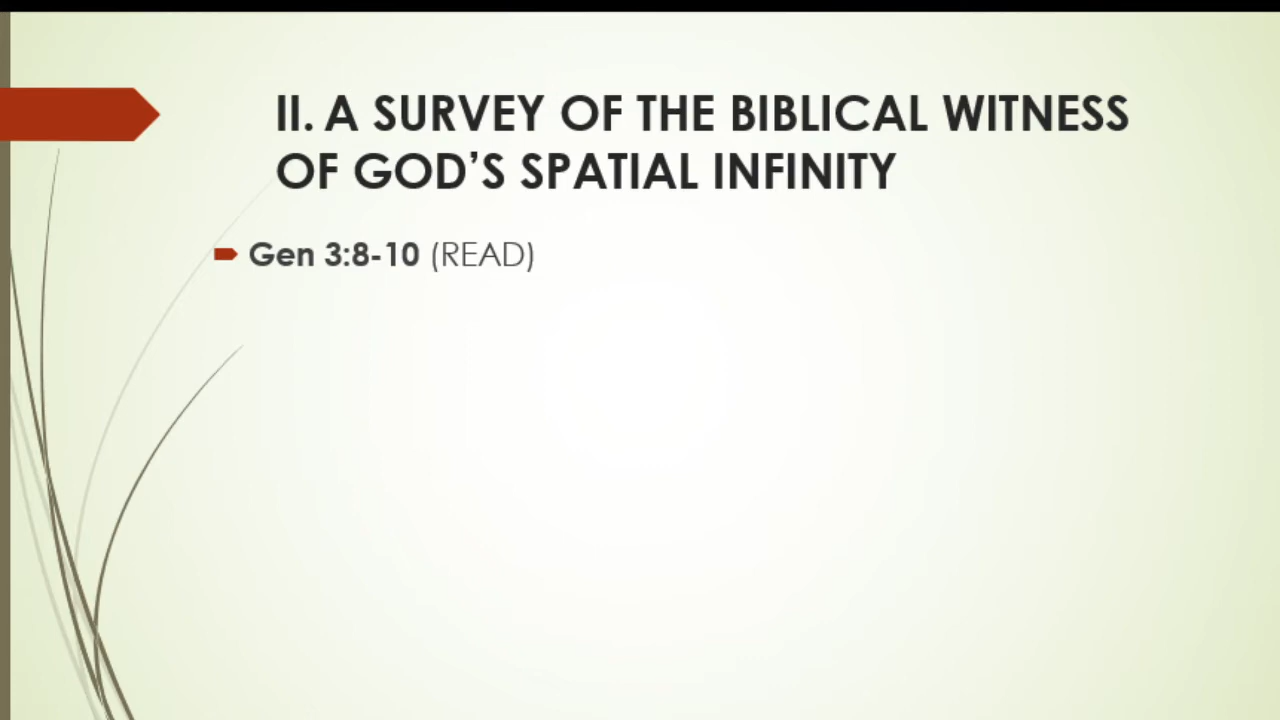 II. A SURVEY OF THE BIBLICAL WITNESS
OF GOD’S SPATIAL INFINITY
Gen 3:8-10 (READ)